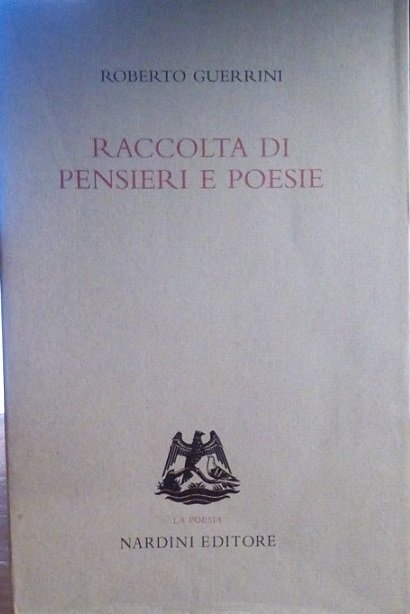 ROBERTO GUERRINI
RACCOLTA DI
PENSIERI E POESIE
LA POESIA
NARDINI EDITORE